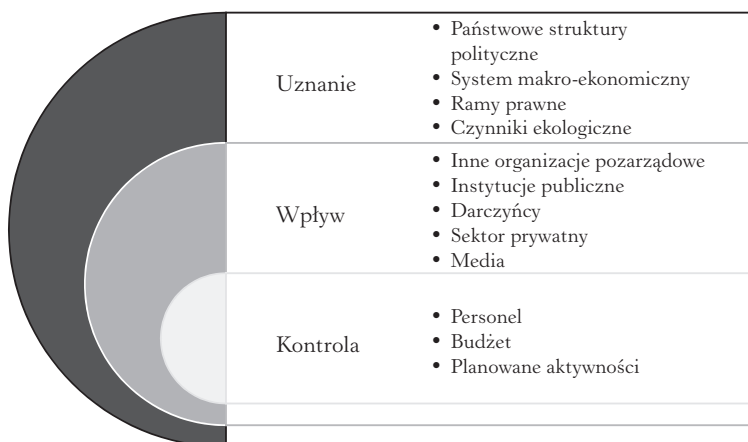 Uznanie
• Państwowe struktury
polityczne
• System makro-ekonomiczny
• Ramy prawne
• Czynniki ekologiczne
Wpływ
• Inne organizacje pozarządowe
• Instytucje publiczne
• Darczyńcy
• Sektor prywatny
• Media
Kontrola
• Personel
• Budżet
• Planowane aktywności